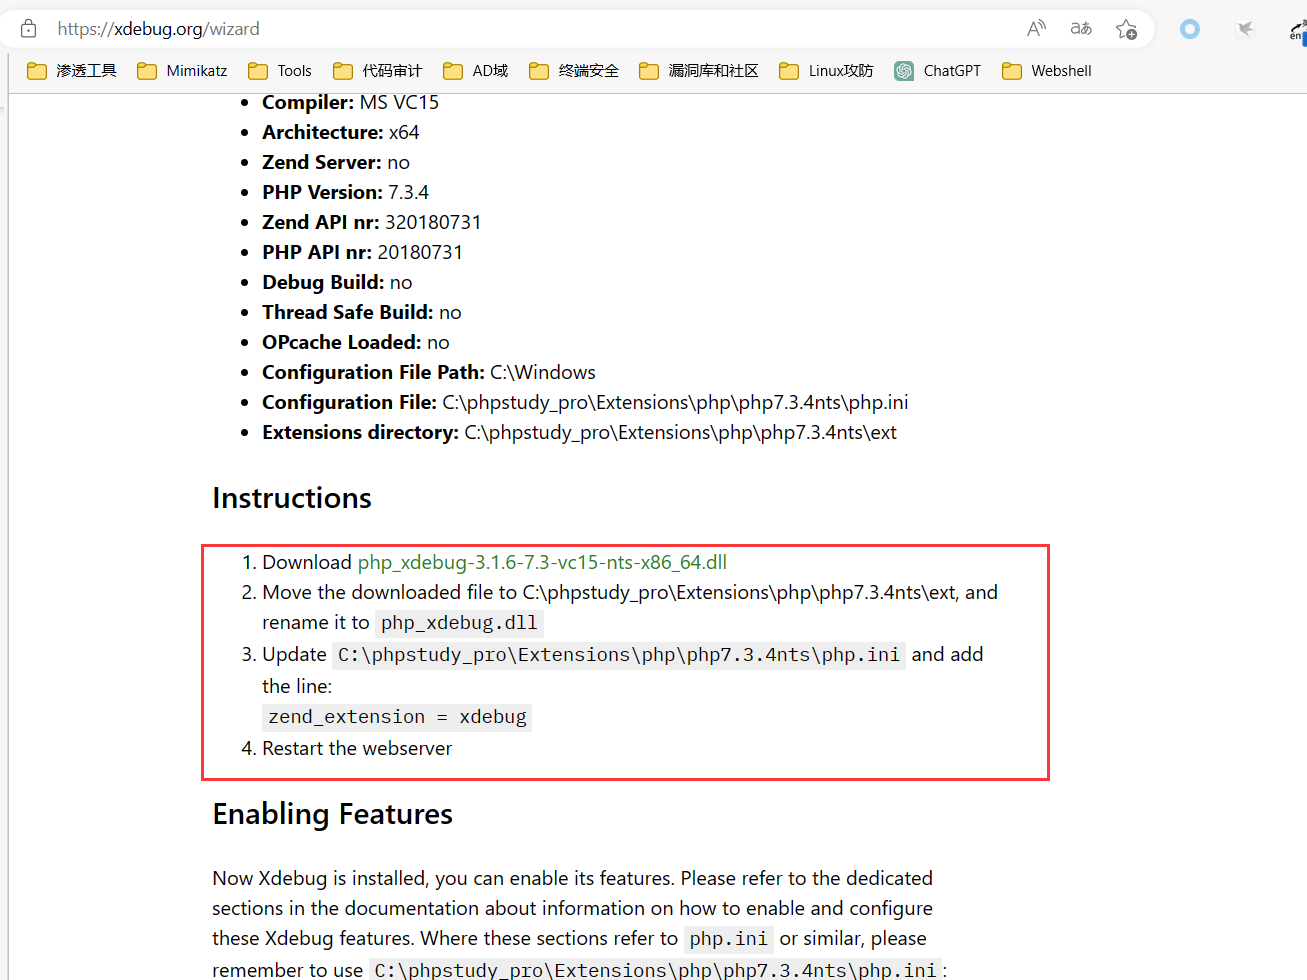 https://xdebug.org/wizard
渗透工具 Mimikatz Tools 代码审计 AD域 终端安全 漏洞库和社区 Linux攻防 ChatGPT Webshell
Compiler: MS VC15
Architecture: x64
Zend Server: no
PHP Version: 7.3.4
Zend API nr: 320180731
PHP API nr: 20180731
Debug Build: no
Thread Safe Build: no
OPcache Loaded: no
Configuration File Path: C:\Windows
Configuration File: C:\phpstudy_pro\Extensions\php\php7.3.4nts\php.ini
Extensions directory: C:\phpstudy_pro\Extensions\php\php7.3.4nts\ext
Instructions
1. Download php_xdebug-3.1.6-7.3-vc15-nts-x86_64.dll
2. Move the downloaded file to C:\phpstudy_pro\Extensions\php\php7.3.4nts\ext, and
rename it to php_xdebug.dll
3. Update C:\phpstudy_pro\Extensions\php\php7.3.4nts\php.ini and add
the line:
zend_extension = xdebug
4. Restart the webserver
Enabling Features
Now Xdebug is installed, you can enable its features. Please refer to the dedicated
sections in the documentation about information on how to enable and configure
these Xdebug features. Where these sections refer to php.ini or similar, please
remember to use C:\phpstudy_pro\Extensions\php\php7.3.4nts\php.ini: